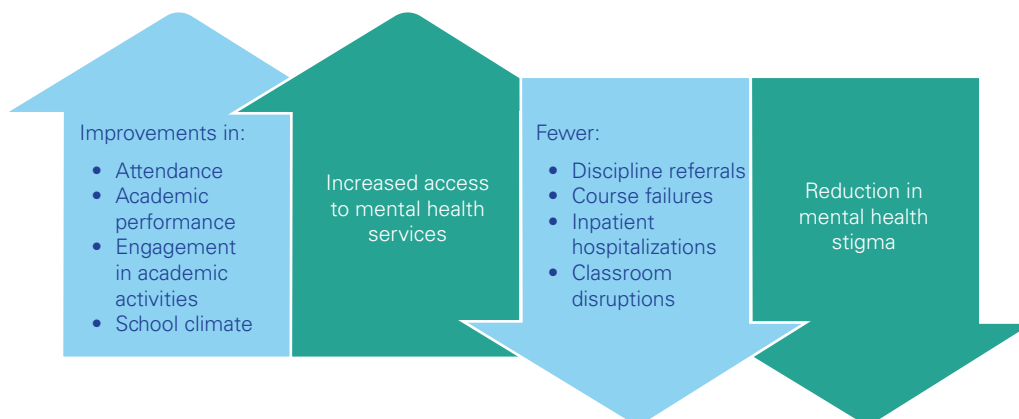 Improvements in:
• Attendance
• Academic
performance
• Engagement
in academic
activities
• School climate
Increased access
to mental health
services
Fewer:
• Discipline referrals
• Course failures
• Inpatient
hospitalizations
• Classroom
disruptions
Reduction in
mental health
stigma